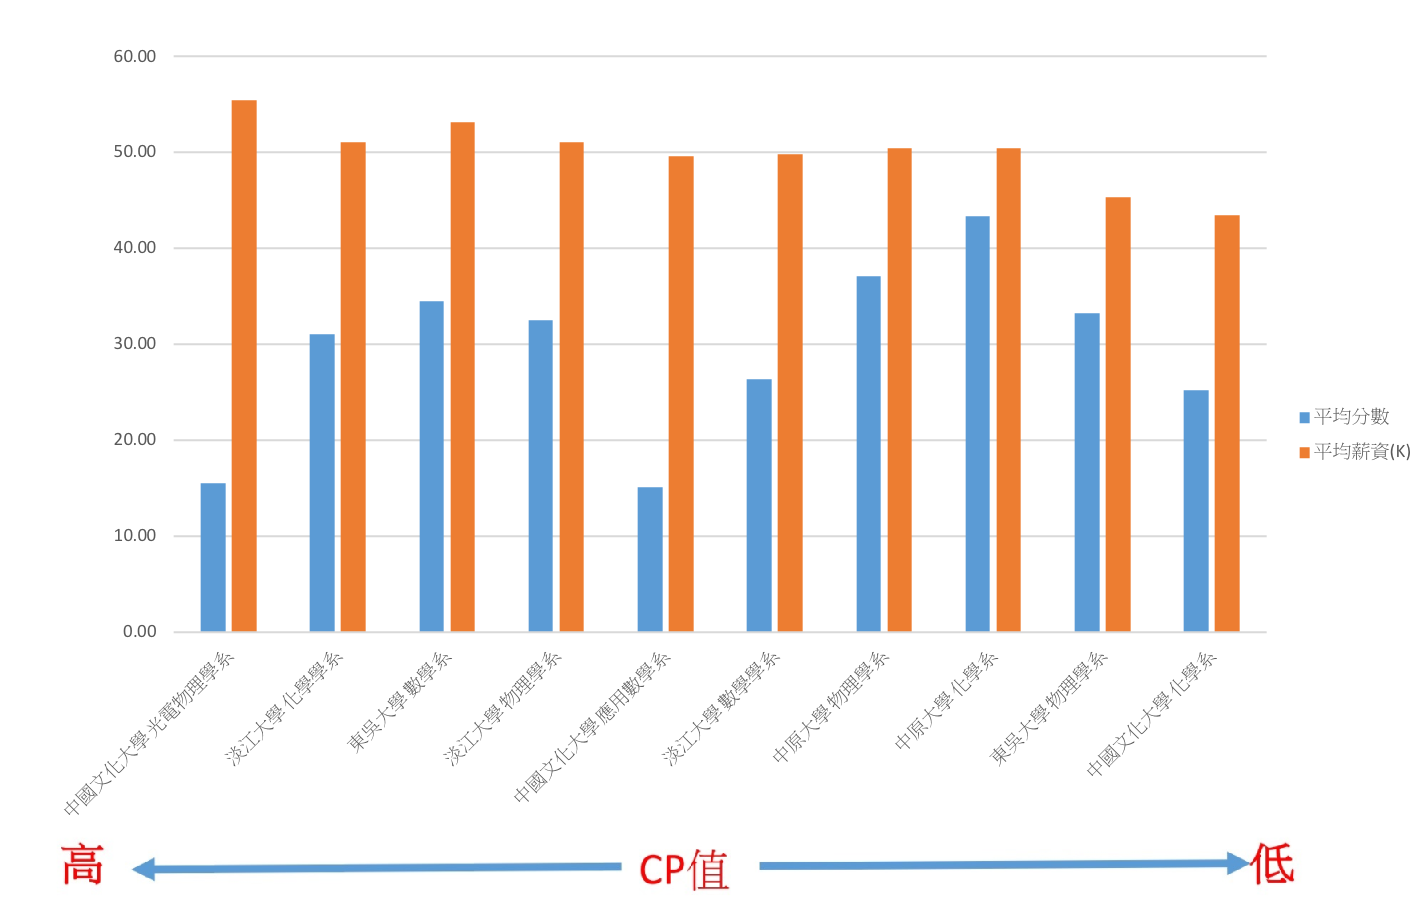 60.00
50.00
40.00
30.00
20.00
10.00
0.00
中國文化大學 光電物理學系
淡江大學 化學學系
東吳大學 數學系
淡江大學 物理學系
中國文化大學 應用數學系
淡江大學 數學學系
中原大學 物理學系
中原大學 化學系
東吳大學 物理學系
中國文化大學 化學系
平均分數
平均薪資(K)
高
CP值
低